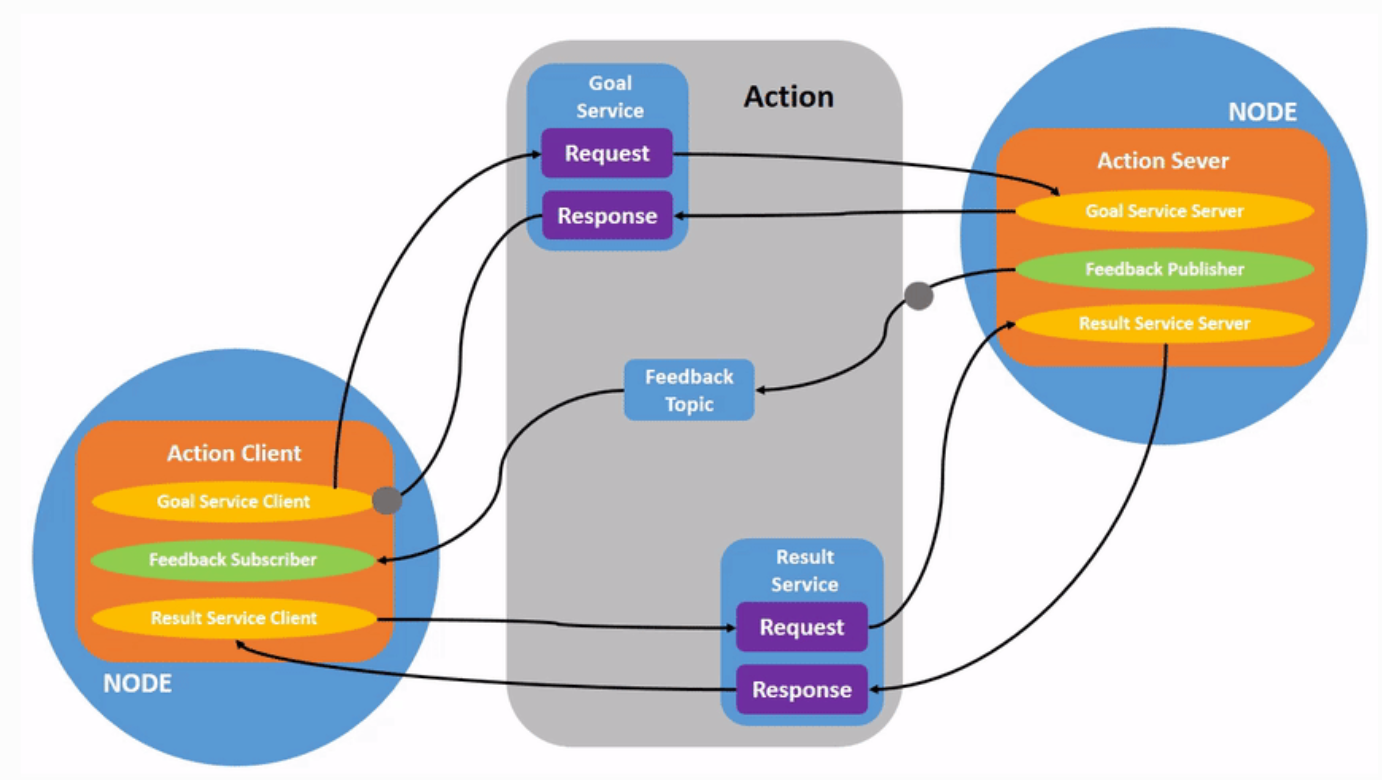 Goal
Service
Request
Response
Action
NODE
Action Sever
Goal Service Server
Feedback Publisher
Result Service Server
Feedback
Topic
Action Client
Goal Service Client
Feedback Subscriber
Result Service Client
NODE
Result
Service
Request
Response